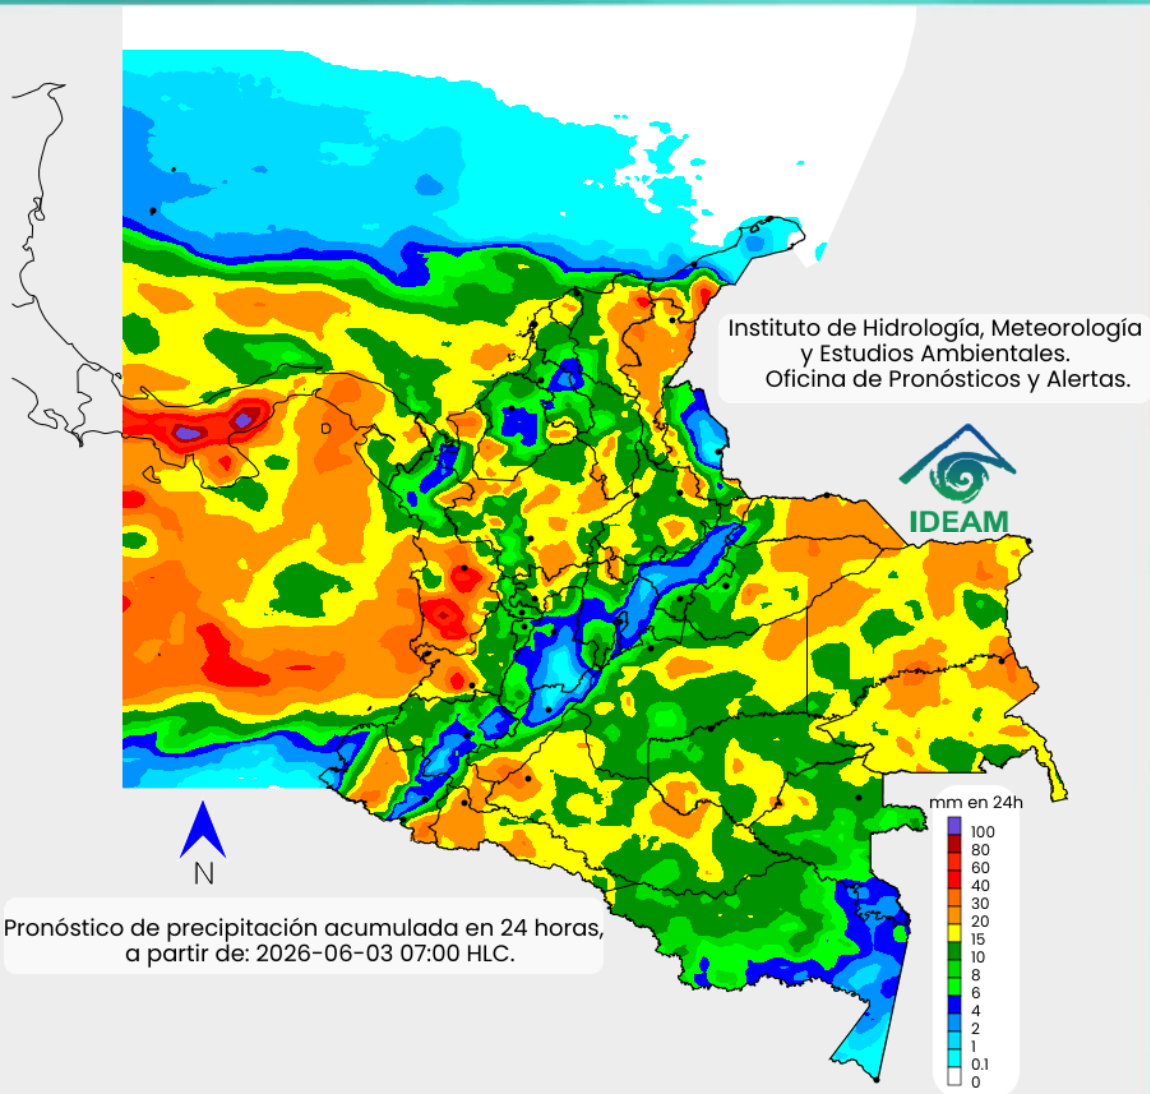 Instituto de Hidrología, Meteorología
y Estudios Ambientales.
Oficina de Pronósticos y Alertas.
IDEAM
mm en 24h
100
80
60
40
30
20
15
10
8
6
4
2
1
0.1
0
N
Pronóstico de precipitación acumulada en 24 horas,
a partir de: 2026-06-03 07:00 HLC.